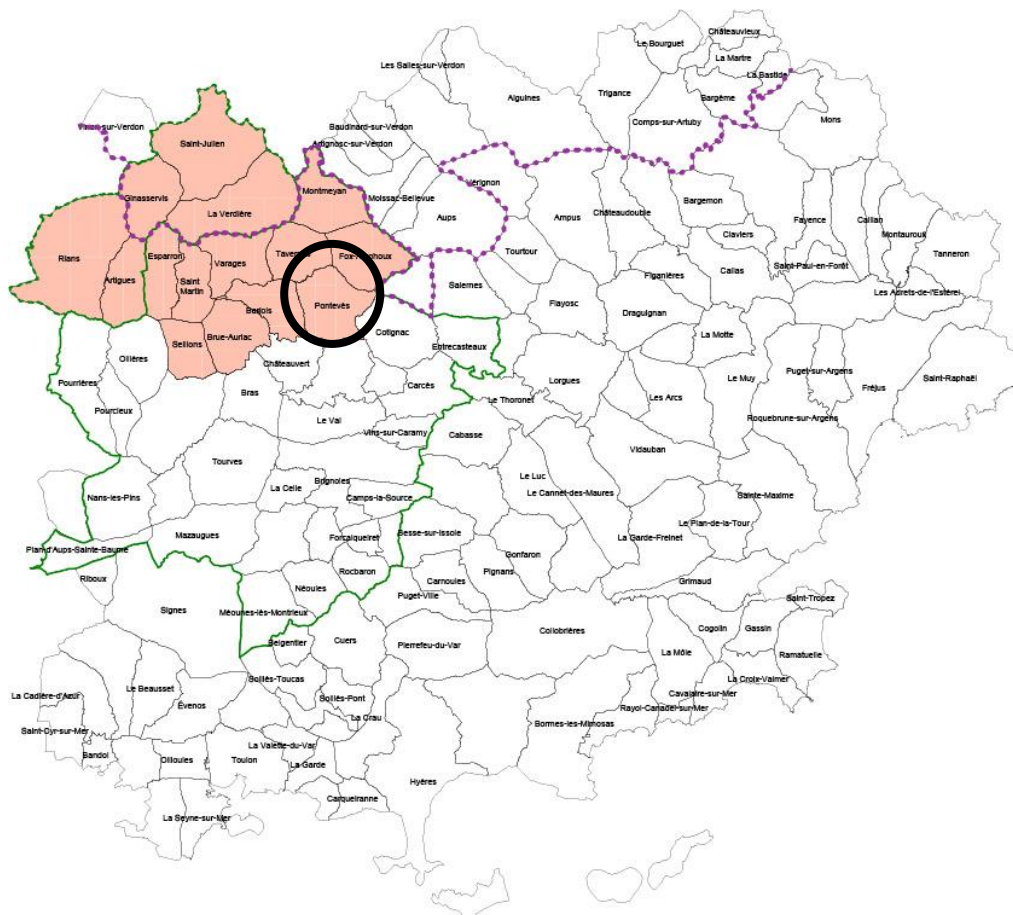 Châteauvieux
Le Bourguet
La Martre
Les Salles-sur-Verdon
La Bastide
Aiguines
Trigance
Bargème
Vinon-sur-Verdon
Baudinard-sur-Verdon
Comps-sur-Artuby
Mons
Saint-Julien
Artignosc-sur-Verdon
Vérignon
Montmeyan
Ginasservis
Moissac-Bellevue
Bargemon
La Verdière
Aups
Ampus
Châteaudouble
Fayence
Callian
Claviers
Montauroux
Taverne
Fox-Amphoux
Tourtour
Tanneron
Rians
Esparron
Varages
Saint-Paul-en-Forêt
Callas
Artigues
Saint
Martin
Salernes
Figanières
Les Adrets-de-l'Estérel
Pontevès
Flayosc
Barjols
Draguignan
Cotignac
La Motte
Brue-Auriac
Seillons
Entrecasteaux
Ollières
Châteauvert
Puget-sur-Argens
Saint-Raphaël
Pourrières
Carcès
Lorgues
Le Muy
Fréjus
Bras
Le Thoronet
Les Arcs
Pourcieux
Roquebrune-sur-Argens
Le Val
Vins-sur-Caramy
Cabasse
Vidauban
Tourves
Le Luc
Brignoles
La Celle
Le Cannet-des-Maures
Nans-les-Pins
Camps-la-Source
Sainte-Maxime
Le Plan-de-la-Tour
Mazaugues
Forcalqueiret
Besse-sur-Issole
La Garde-Freinet
Plan-d'Aups-Sainte-Baume
Gonfaron
Rocbaron
Pignans
Riboux
Carnoules
Grimaud
Néoules
Puget-Ville
Saint-Tropez
Signes
Méounes-lès-Montrieux
Cogolin
Gassin
Collobrières
Belgentier
Cuers
Pierrefeu-du-Var
La Môle
Ramatuelle
Solliès-Toucas
La Croix-Valmer
Le Beausset
La Cadière-d'Azur
Cavalaire-sur-Mer
Évenos
Solliès-Pont
Rayol-Canadel-sur-Mer
La Crau
Bormes-les-Mimosas
Saint-Cyr-sur-Mer
La Valette-du-Var
Bandol
Ollioules
Toulon
La Garde
Hyères
Carqueiranne
La Seyne-sur-Mer